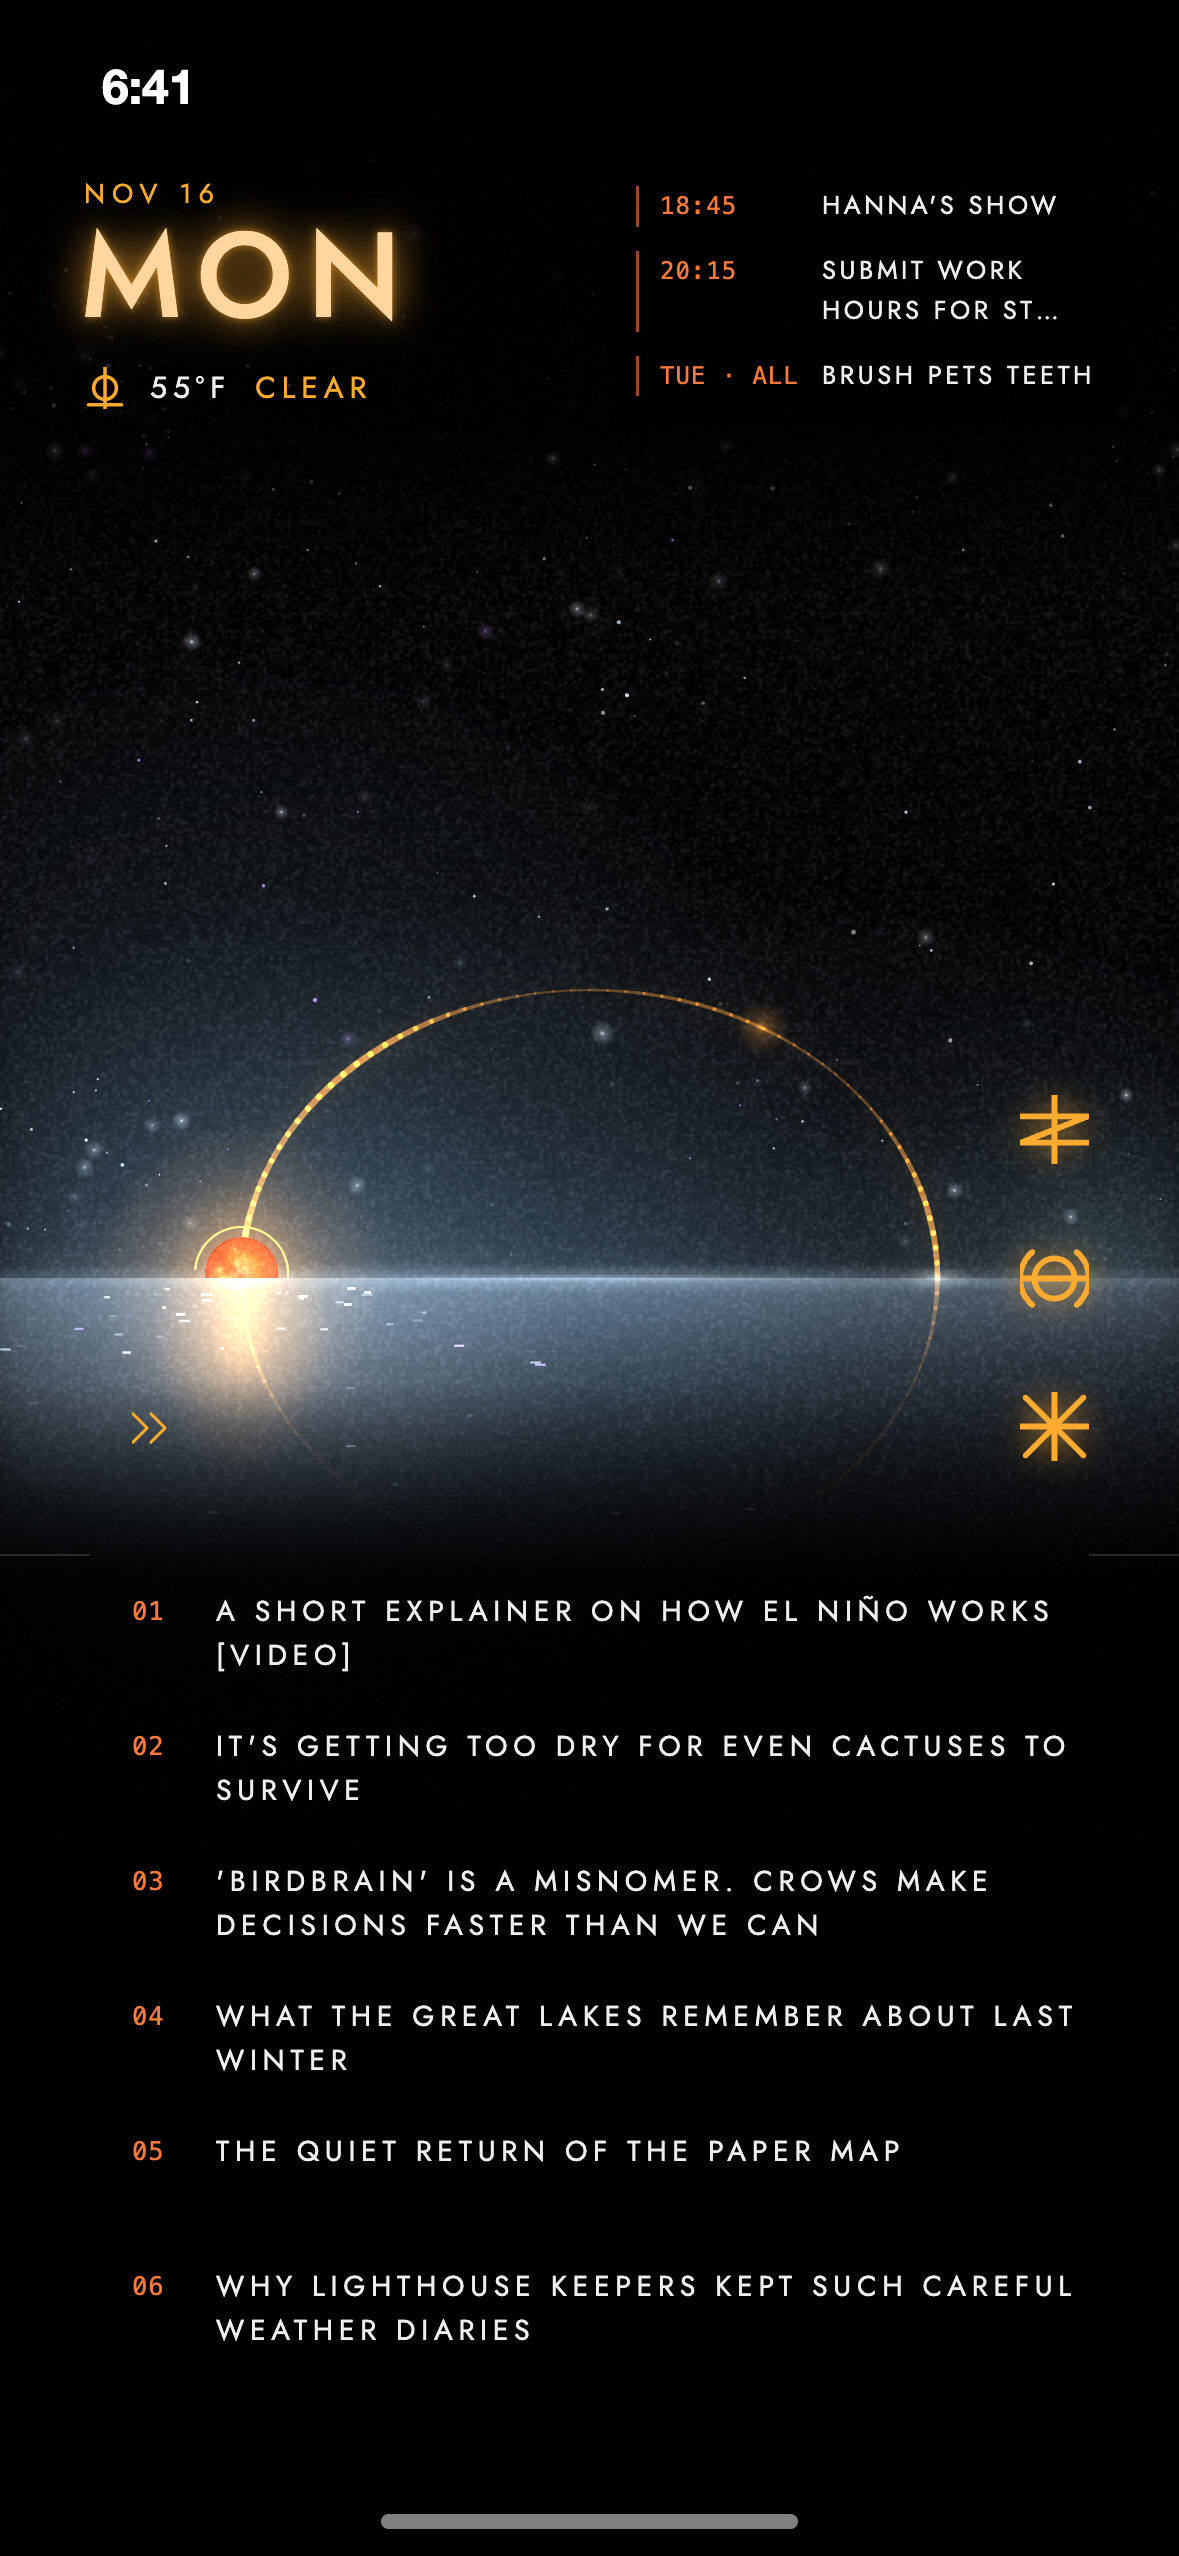 6:41
NOV 16
MON
55°F CLEAR
18:45 HANNA'S SHOW
20:15 SUBMIT WORK
HOURS FOR ST...
TUE · ALL BRUSH PETS TEETH
01 A SHORT EXPLAINER ON HOW EL NIÑO WORKS
[VIDEO]
02 IT'S GETTING TOO DRY FOR EVEN CACTUSES TO
SURVIVE
03 'BIRDBRAIN' IS A MISNOMER. CROWS MAKE
DECISIONS FASTER THAN WE CAN
04 WHAT THE GREAT LAKES REMEMBER ABOUT LAST
WINTER
05 THE QUIET RETURN OF THE PAPER MAP
06 WHY LIGHTHOUSE KEEPERS KEPT SUCH CAREFUL
WEATHER DIARIES